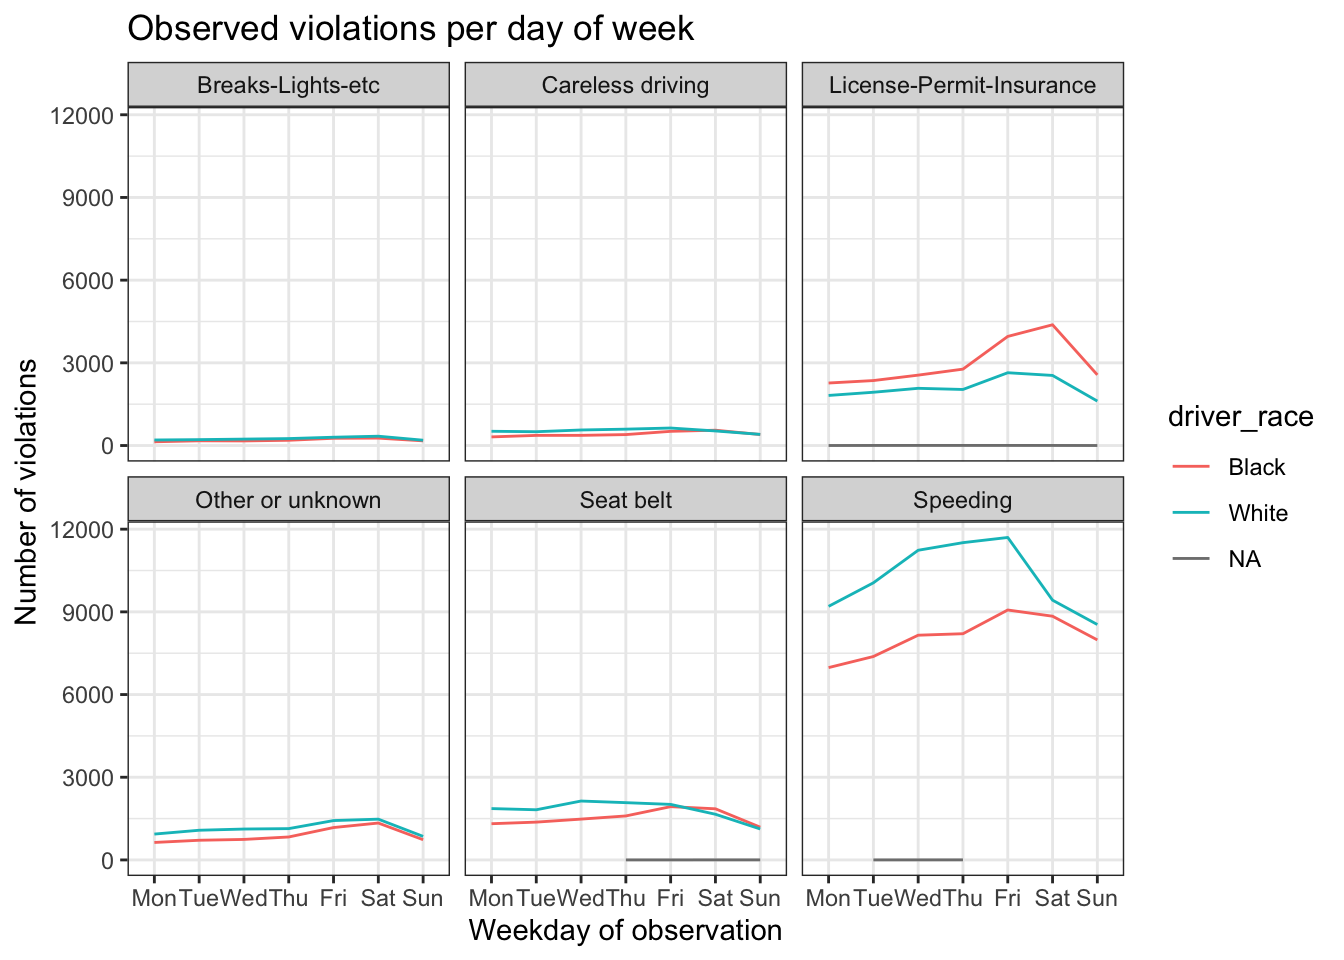 Observed violations per day of week
Breaks-Lights-etc
Careless driving
License-Permit-Insurance
12000
9000
6000
3000
0
Other or unknown
Seat belt
Speeding
12000
9000
6000
3000
0
Mon Tue Wed Thu Fri Sat Sun
Mon Tue Wed Thu Fri Sat Sun
Mon Tue Wed Thu Fri Sat Sun
Weekday of observation
Number of violations
driver_race
Black
White
NA